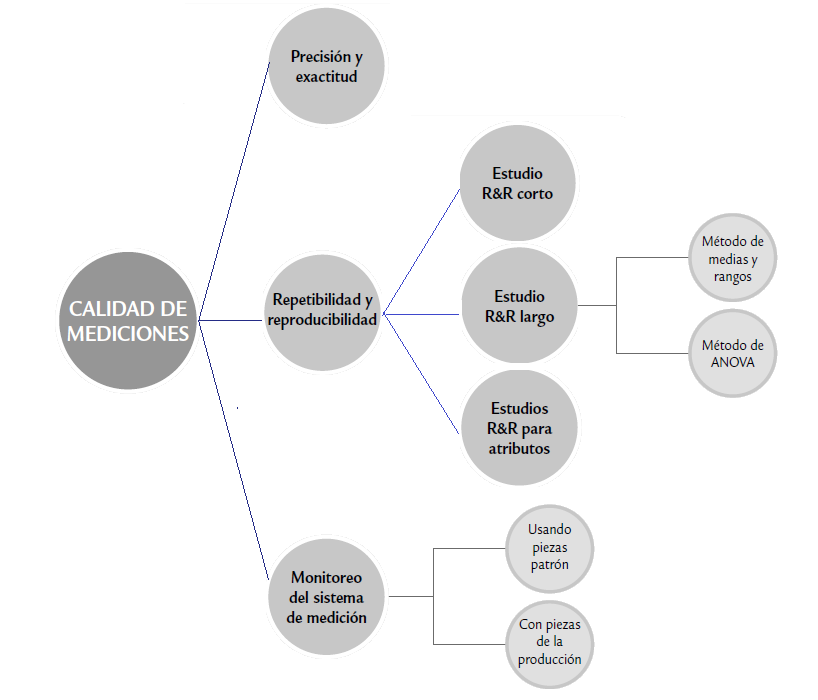 Precisión y
exactitud
Estudio
R&R corto
Método de
medias y
rangos
CALIDAD DE
MEDICIONES
Repetibilidad y
reproducibilidad
Estudio
R&R largo
Método de
ANOVA
Estudios
R&R para
atributos
Monitoreo
del sistema
de medición
Usando
piezas
patrón
Con piezas
de la
producción